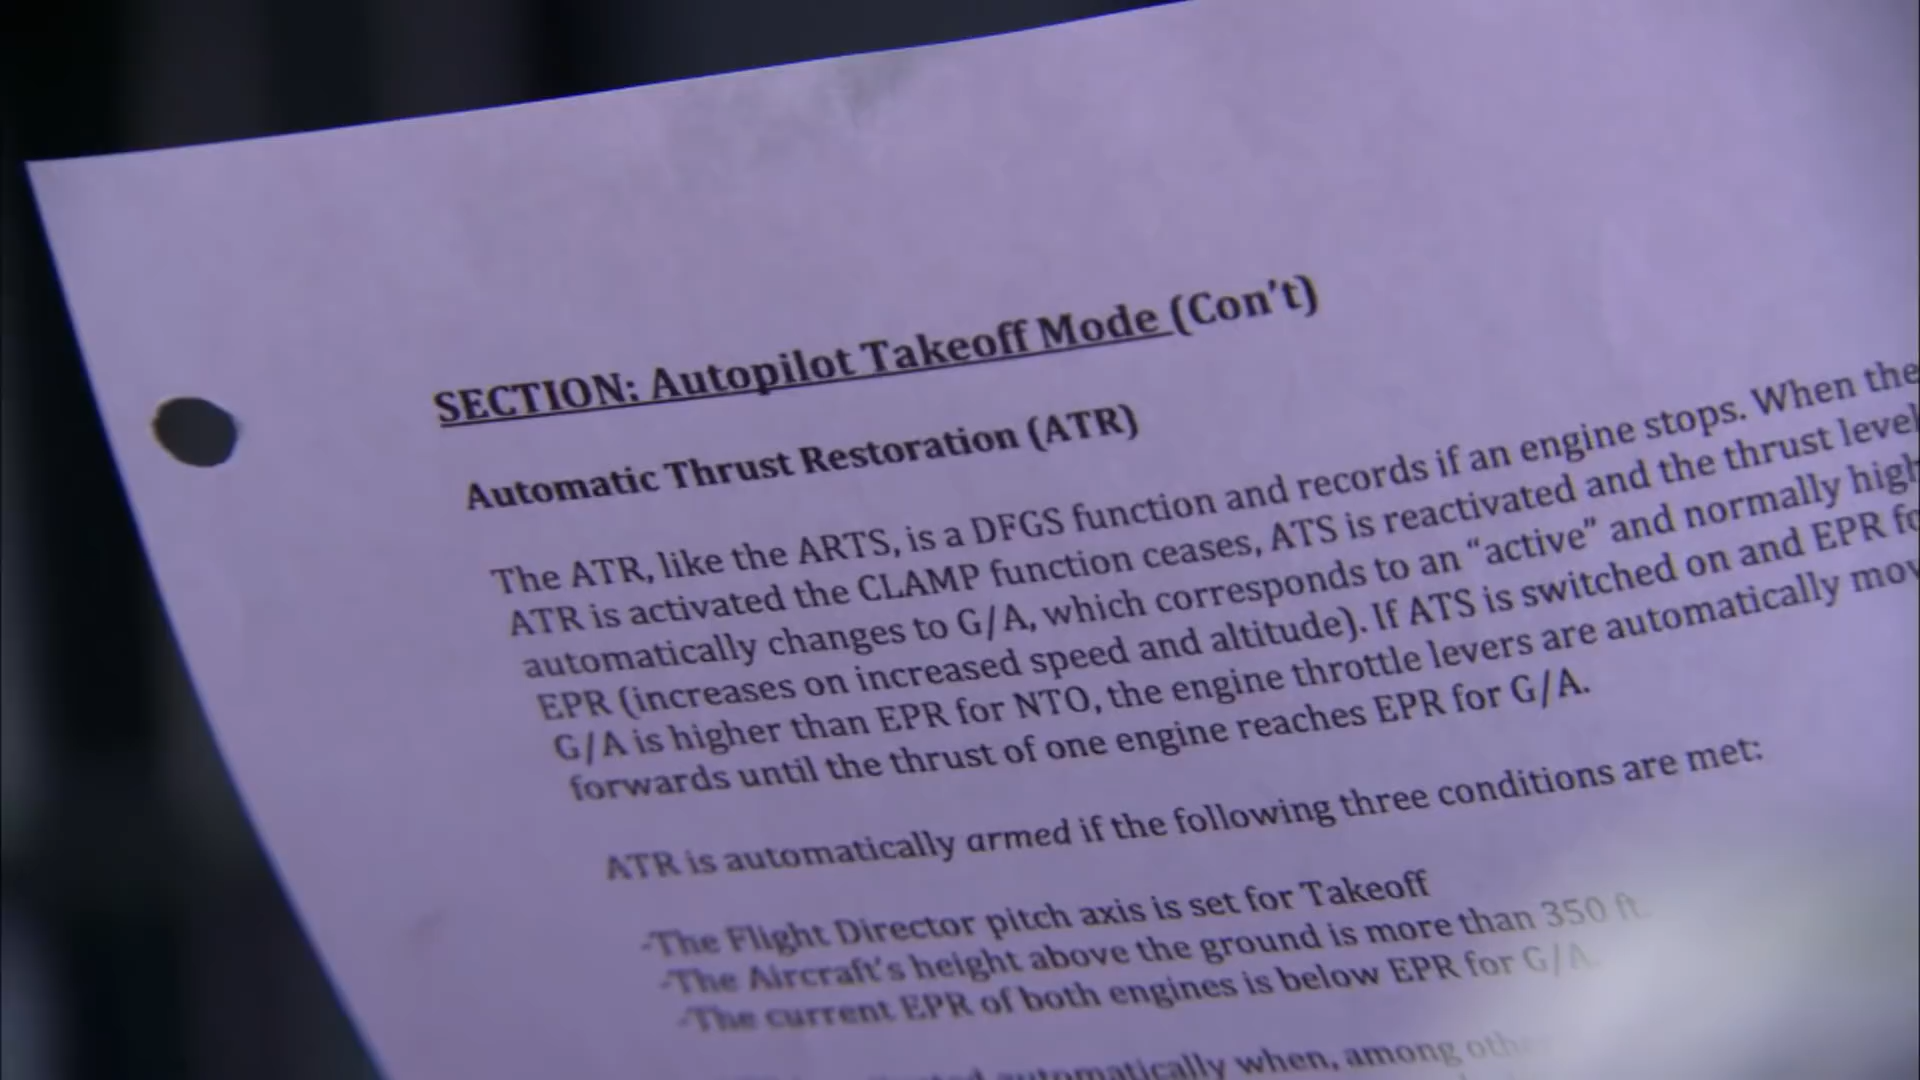 SECTION: Autopilot Takeoff Mode (Con't)
Automatic Thrust Restoration (ATR)
The ATR, like the ARTS, is a DFGS function and records if an engine stops. When the
ATR is activated the CLAMP function ceases, ATS is reactivated and the thrust level
automatically changes to G/A, which corresponds to an "active" and normally high
EPR (increases on increased speed and altitude). If ATS is switched on and EPR fo
G/A is higher than EPR for NTO, the engine throttle levers are automatically mov
forwards until the thrust of one engine reaches EPR for G/A.
ATR is automatically armed if the following three conditions are met:
-The Flight Director pitch axis is set for Takeoff
-The Aircraft's height above the ground is more than 350 ft.
-The current EPR of both engines is below EPR for G/A.
automatically when, among